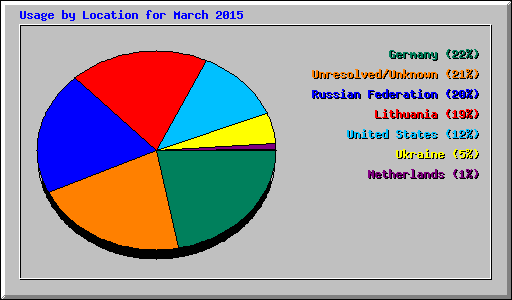 Usage by Location for March 2015
Germany (22%)
Unresolved/Unknown (21%)
Russian Federation (20%)
Lithuania (19%)
United States (12%)
Ukraine (5%)
Netherlands (1%)